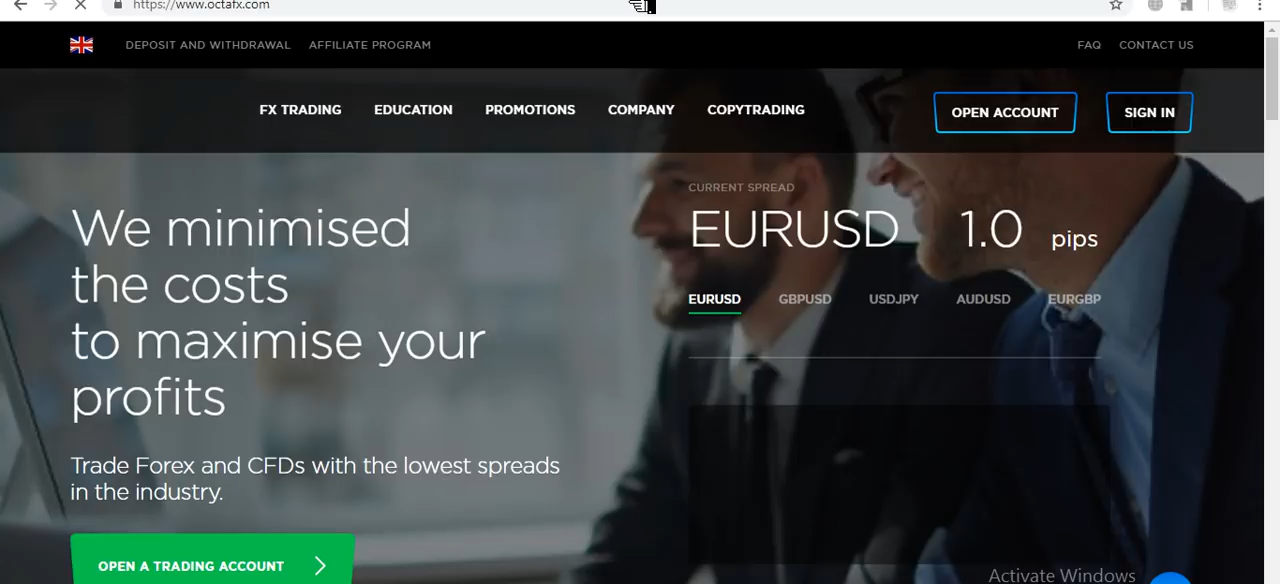 https://www.octafx.com
DEPOSIT AND WITHDRAWAL AFFILIATE PROGRAM FAQ CONTACT US
FX TRADING EDUCATION PROMOTIONS COMPANY COPYTRADING OPEN ACCOUNT SIGN IN
We minimised
the costs
to maximise your
profits
Trade Forex and CFDs with the lowest spreads
in the industry.
OPEN A TRADING ACCOUNT
CURRENT SPREAD
EURUSD 1.0 pips
EURUSD GBPUSD USDJPY AUDUSD EURGBP
Activate Windows